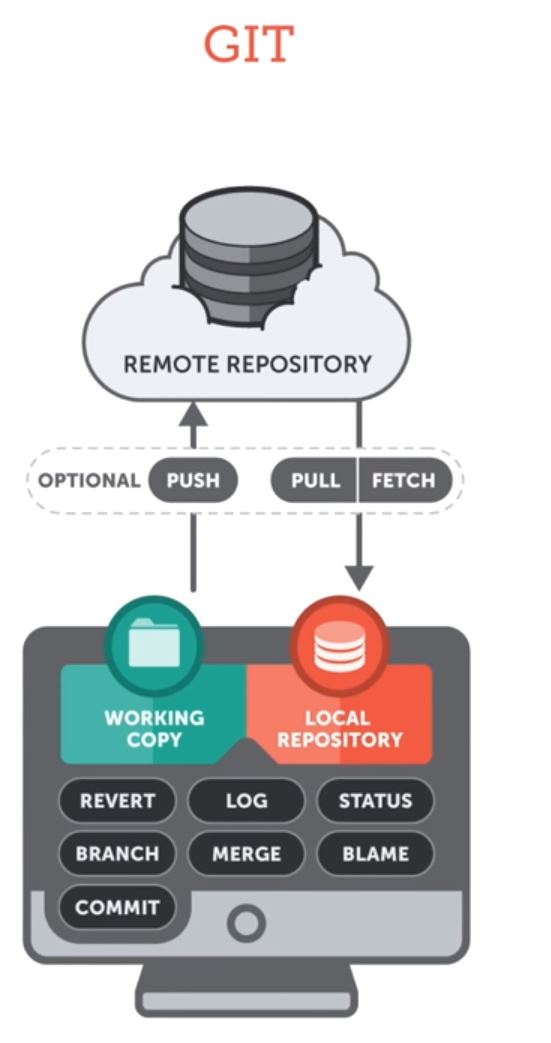 GIT
REMOTE REPOSITORY
OPTIONAL PUSH PULL FETCH
WORKING
COPY
LOCAL
REPOSITORY
REVERT LOG STATUS
BRANCH MERGE BLAME
COMMIT